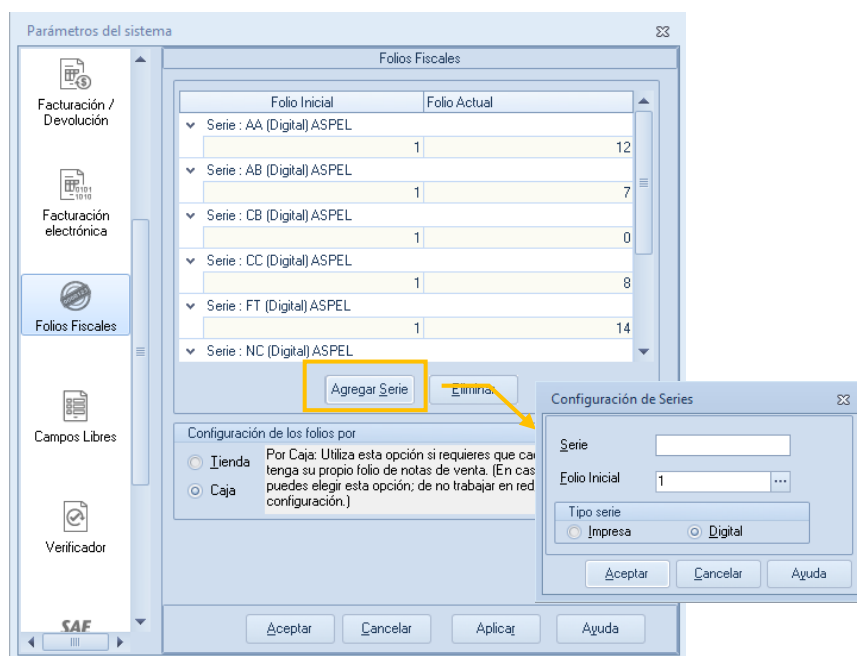 Parámetros del sistema
Facturación /
Devolución
Facturación
electrónica
Folios Fiscales
Campos Libres
Verificador
SAE
Folios Fiscales
Folio Inicial Folio Actual
Serie : AA (Digital) ASPEL
1 12
Serie : AB (Digital) ASPEL
1 7
Serie : CB (Digital) ASPEL
1 0
Serie : CC (Digital) ASPEL
1 8
Serie : FT (Digital) ASPEL
1 14
Serie : NC (Digital) ASPEL
Agregar Serie Eliminar
Configuración de los folios por
Tienda
Caja
Por Caja: Utiliza esta opción si requieres que
tenga su propio folio de notas de venta. (En
puedes elegir esta opción; de no trabajar en red
configuración.)
Aceptar Cancelar Aplicar Ayuda
Configuración de Series
Serie
Folio Inicial 1 ...
Tipo serie
Impresa Digital
Aceptar Cancelar Ayuda